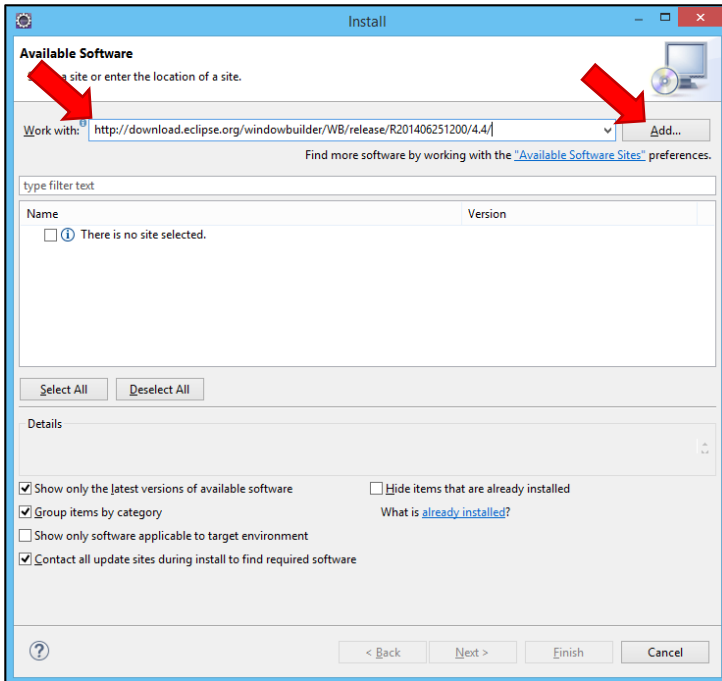 Install
Available Software
a site or enter the location of a site.
Work with: http://download.eclipse.org/windowbuilder/WB/release/R201406251200/4.4/ Add...
Find more software by working with the "Available Software Sites" preferences.
type filter text
Name Version
There is no site selected.
Select All Deselect All
Details
Show only the latest versions of available software Hide items that are already installed
Group items by category What is already installed?
Show only software applicable to target environment
Contact all update sites during install to find required software
< Back Next > Finish Cancel